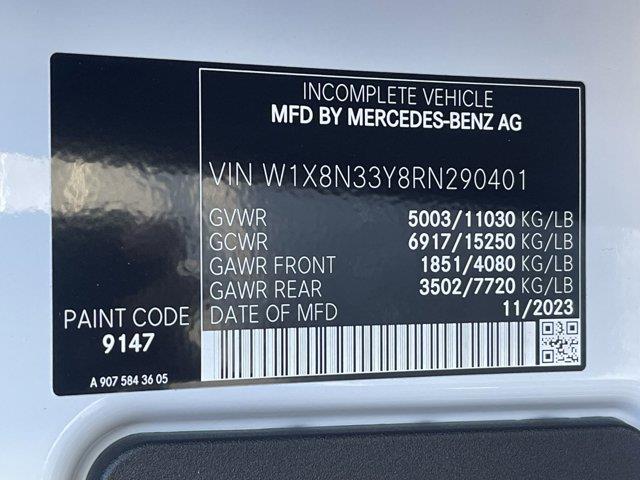 INCOMPLETE VEHICLE
MFD BY MERCEDES-BENZ AG
VIN W1X8N33Y8RN290401
GVWR 5003/11030 KG/LB
GCWR 6917/15250 KG/LB
GAWR FRONT 1851/4080 KG/LB
GAWR REAR 3502/7720 KG/LB
DATE OF MFD 11/2023
PAINT CODE
9147
A 907 584 36 05